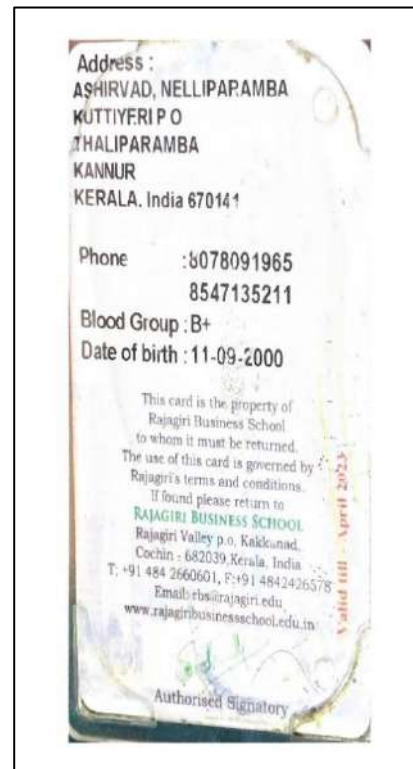 Address :
ASHIRVAD, NELLIPARAMBA
KUTTIYERI P O
THALIPARAMBA
KANNUR
KERALA. India 670141
Phone :8078091965
8547135211
Blood Group : B+
Date of birth : 11-09-2000
This card is the property of
Rajagiri Business School
to whom it must be returned.
The use of this card is governed by
Rajagiri's terms and conditions.
If found please return to
RAJAGIRI BUSINESS SCHOOL
Rajagiri Valley p.o, Kakkanad,
Cochin - 682039, Kerala, India
T: +91 484 2660601, F:+91 4842426578
Email: rbs@rajagiri.edu
www.rajagiribusinessschool.edu.in
Valid till - April 2023
Authorised Signatory